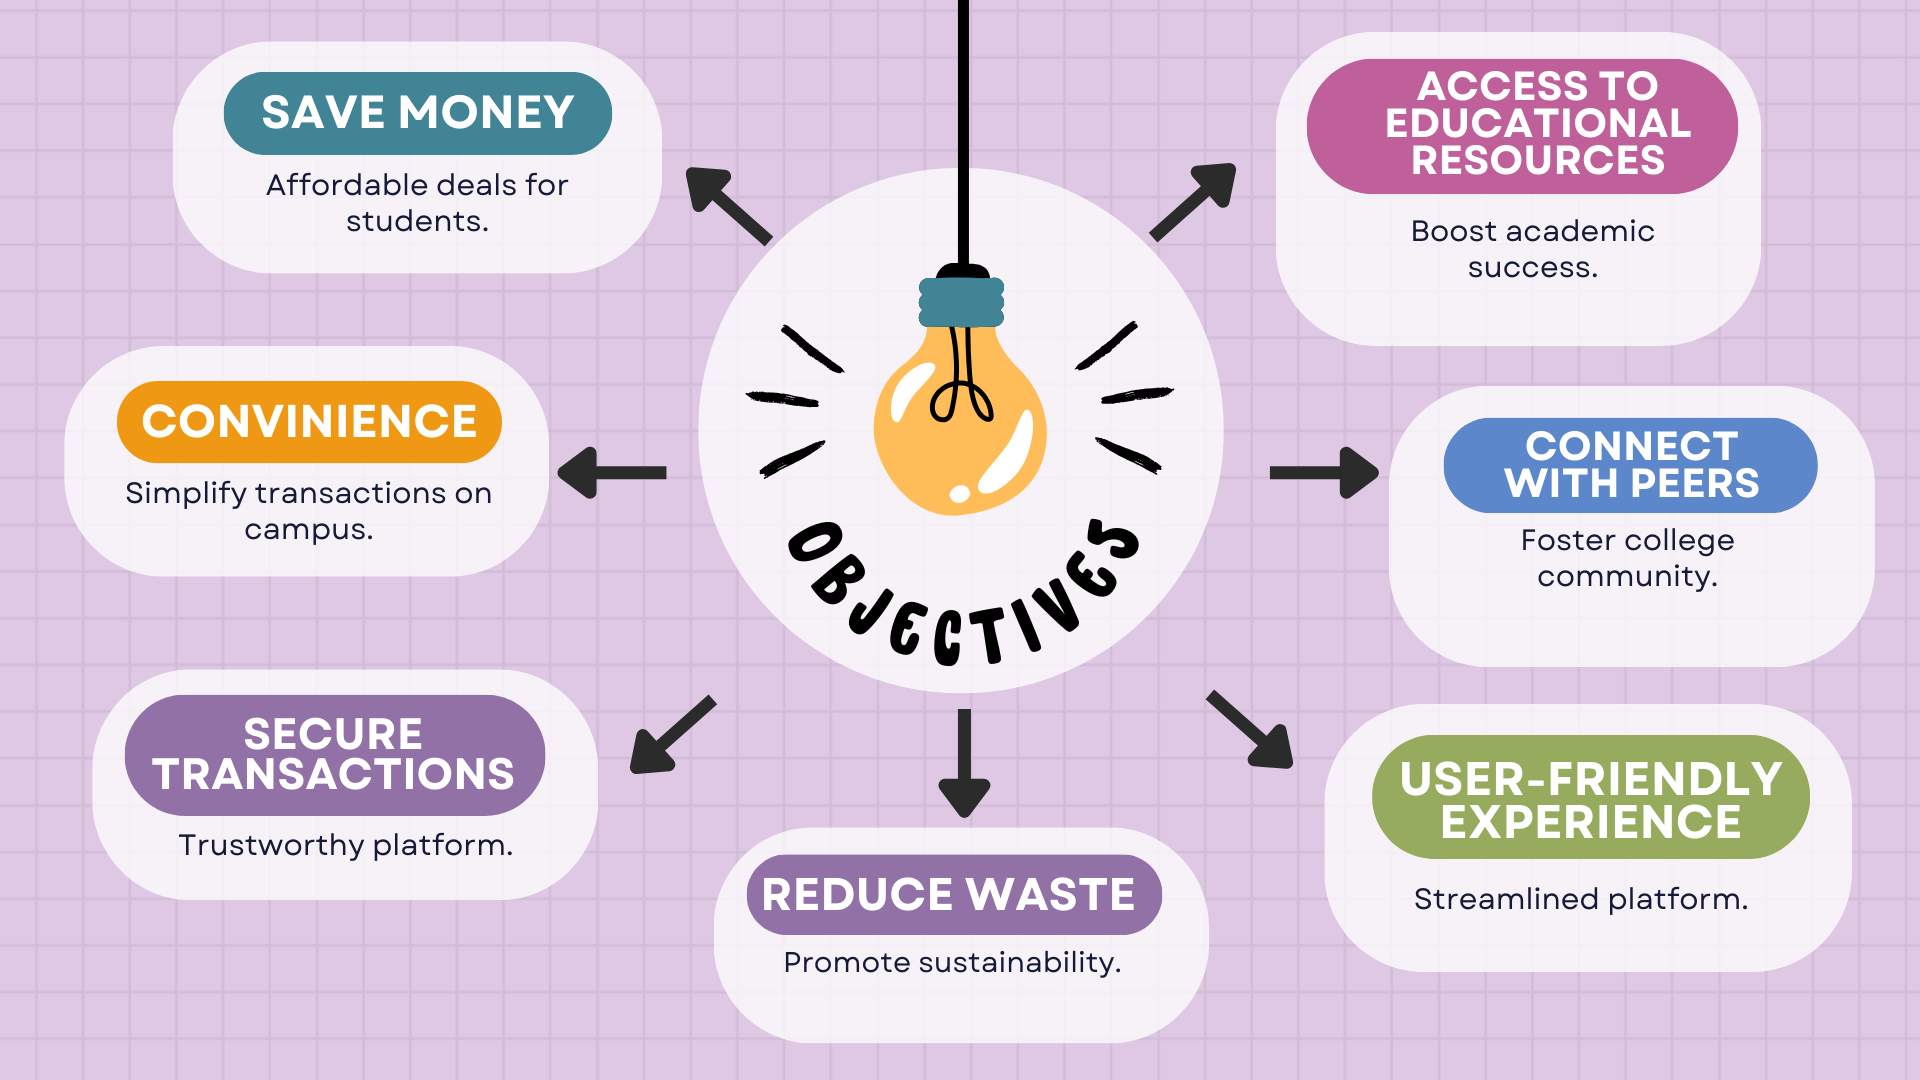 SAVE MONEY
Affordable deals for
students.
ACCESS TO
EDUCATIONAL
RESOURCES
Boost academic
success.
CONVINIENCE
Simplify transactions on
campus.
OBJECTIVES
CONNECT
WITH PEERS
Foster college
community.
SECURE
TRANSACTIONS
Trustworthy platform.
REDUCE WASTE
Promote sustainability.
USER-FRIENDLY
EXPERIENCE
Streamlined platform.